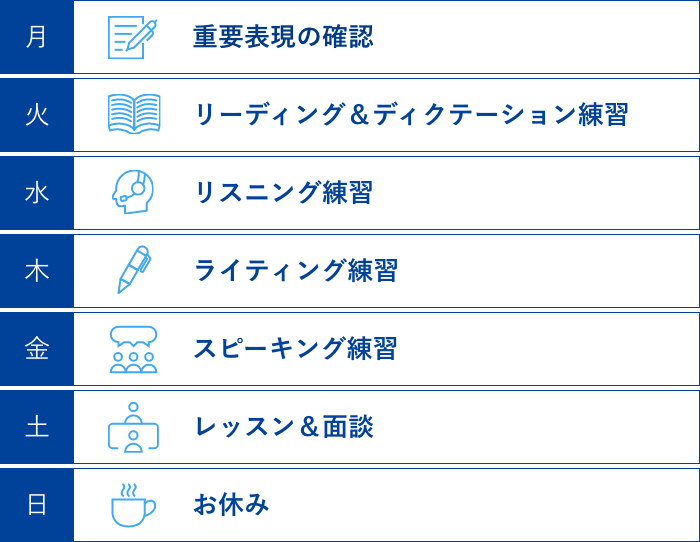 月 重要表現の確認
火 リーディング＆ディクテーション練習
水 リスニング練習
木 ライティング練習
金 スピーキング練習
土 レッスン＆面談
日 お休み